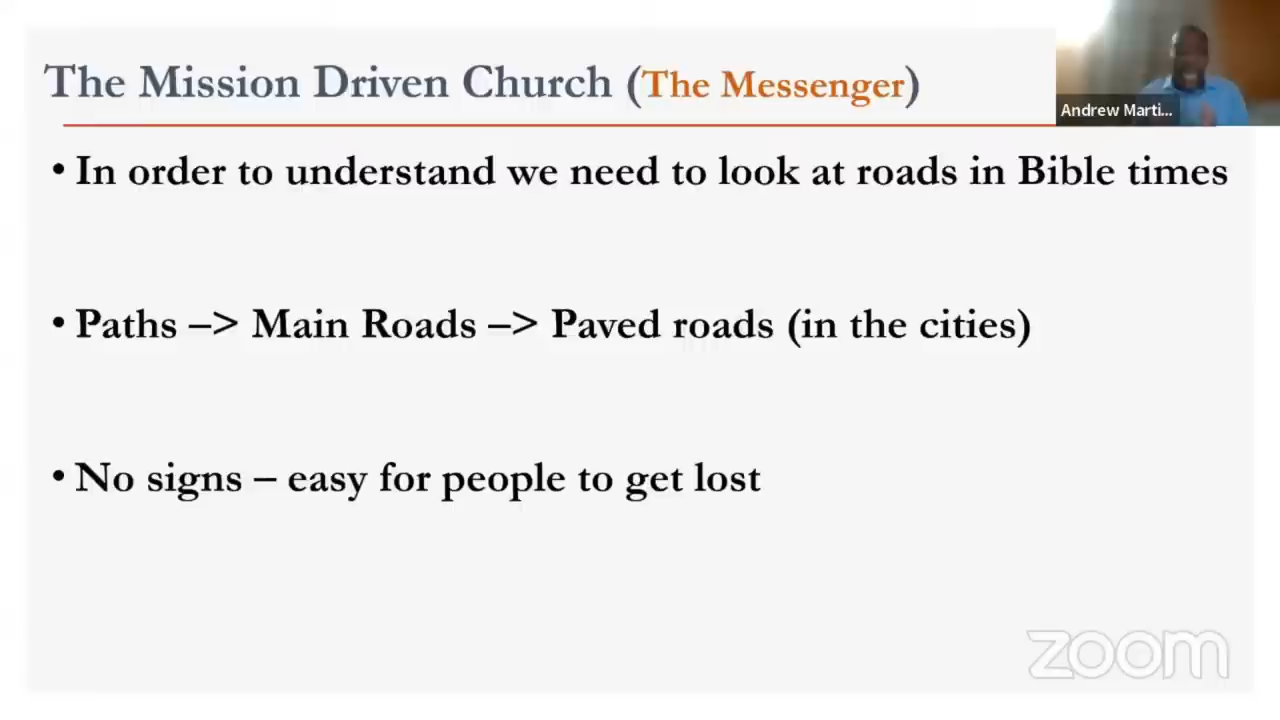 The Mission Driven Church (The Messenger)
Andrew Marti...
• In order to understand we need to look at roads in Bible times
• Paths –> Main Roads –> Paved roads (in the cities)
• No signs – easy for people to get lost
zoom